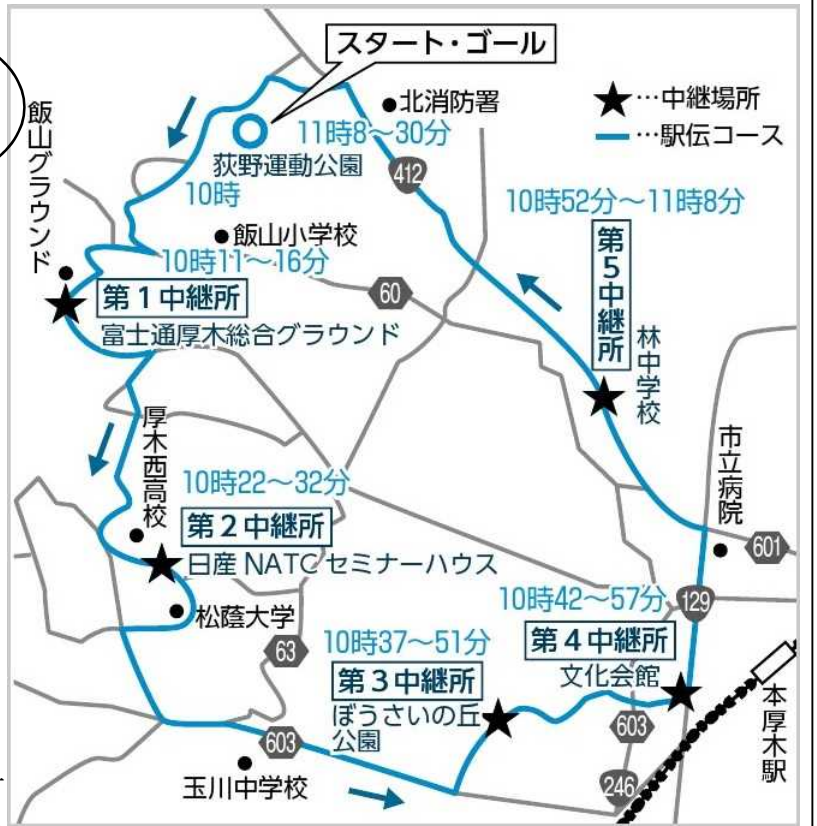 スタート・ゴール
★…中継場所
ー…駅伝コース
北消防署
11時8〜30分
荻野運動公園
10時
412
飯山グラウンド
飯山小学校
10時11〜16分
第1中継所
富士通厚木総合グラウンド
60
10時52分〜11時8分
第5中継所
林中学校
厚木西高校
10時22〜32分
第2中継所
日産NATCセミナーハウス
松蔭大学
市立病院
601
129
10時42〜57分
第4中継所
文化会館
63
10時37〜51分
第3中継所
ぼうさいの丘
公園
603
603
246
玉川中学校
本厚木駅